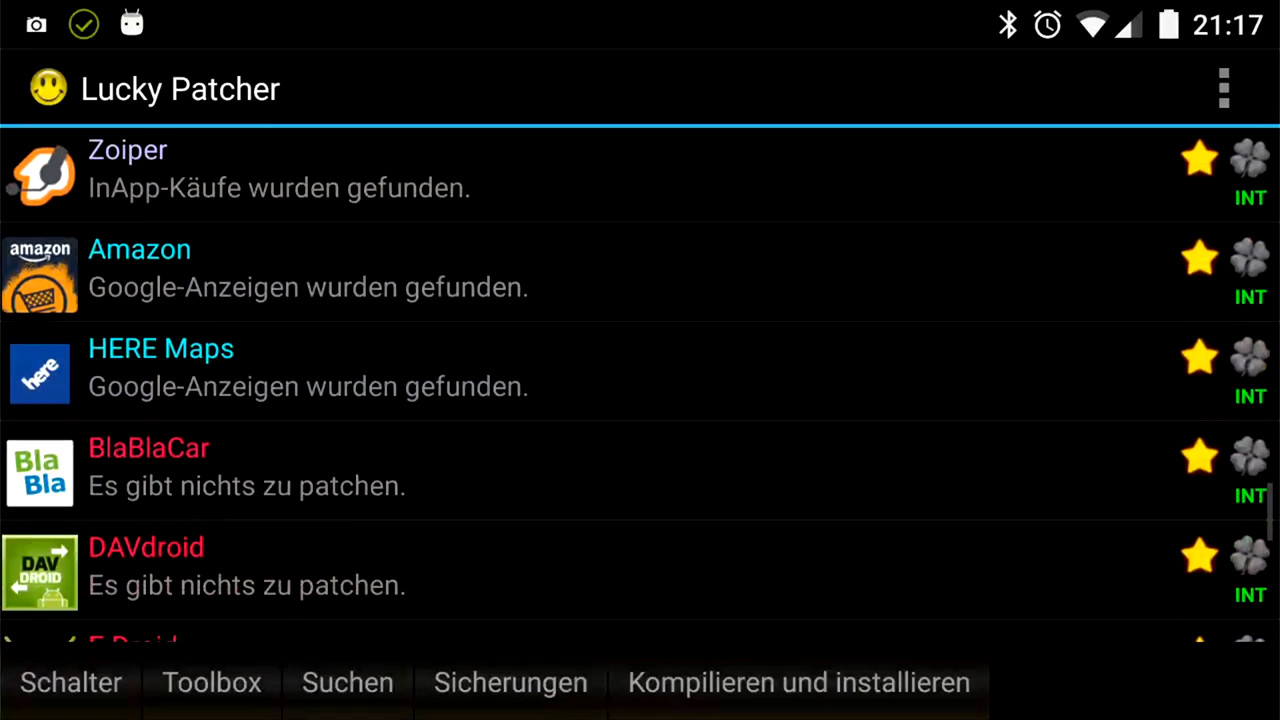 21:17
Lucky Patcher
Zoiper
InApp-Käufe wurden gefunden.
INT
amazon
Amazon
Google-Anzeigen wurden gefunden.
INT
here
HERE Maps
Google-Anzeigen wurden gefunden.
INT
Bla
Bla
BlaBlaCar
Es gibt nichts zu patchen.
INT
DAV
DROID
DAVdroid
Es gibt nichts zu patchen.
INT
Schalter
Toolbox
Suchen
Sicherungen
Kompilieren und installieren